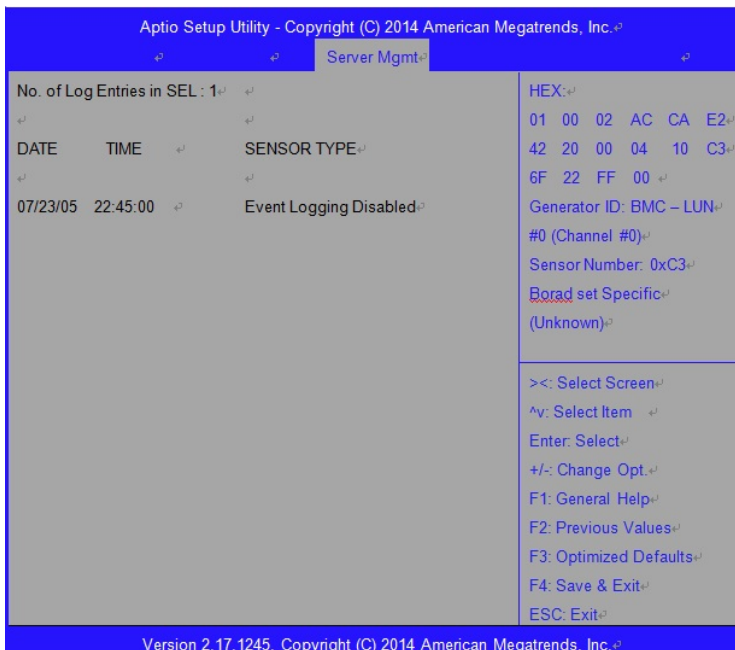 Aptio Setup Utility - Copyright (C) 2014 American Megatrends, Inc.
Server Mgmt
No. of Log Entries in SEL : 1
DATE TIME SENSOR TYPE
07/23/05 22:45:00 Event Logging Disabled
HEX:
01 00 02 AC CA E2
42 20 00 04 10 C3
6F 22 FF 00
Generator ID: BMC – LUN
#0 (Channel #0)
Sensor Number: 0xC3
Borad set Specific
(Unknown)
><: Select Screen
^v: Select Item
Enter: Select
+/-: Change Opt.
F1: General Help
F2: Previous Values
F3: Optimized Defaults
F4: Save & Exit
ESC: Exit
Version 2.17.1245. Copyright (C) 2014 American Megatrends, Inc.